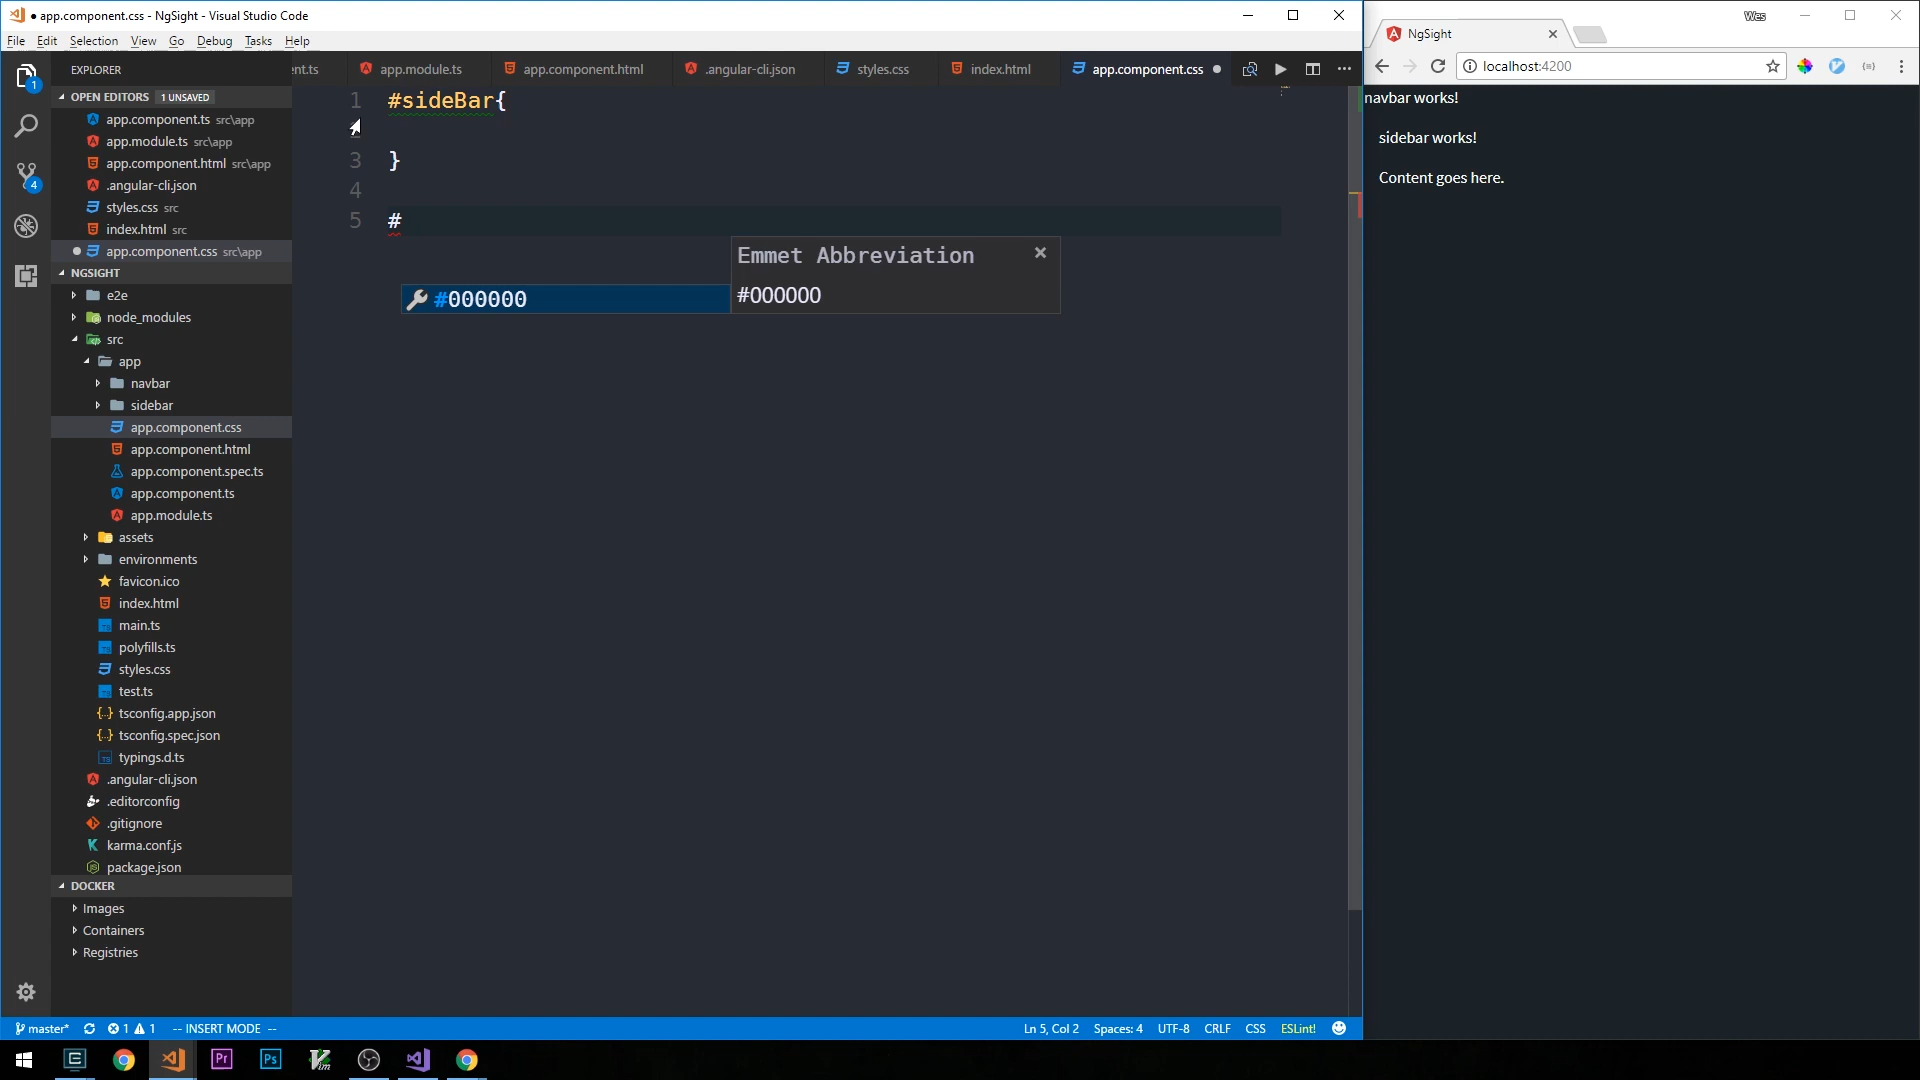 app.component.css - NgSight - Visual Studio Code
File Edit Selection View Go Debug Tasks Help
EXPLORER
OPEN EDITORS 1 UNSAVED
app.component.ts src\app
app.module.ts src\app
app.component.html src\app
.angular-cli.json
styles.css src
index.html src
app.component.css src\app
NGSIGHT
e2e
node_modules
src
app
navbar
sidebar
app.component.css
app.component.html
app.component.spec.ts
app.component.ts
app.module.ts
assets
environments
favicon.ico
index.html
main.ts
polyfills.ts
styles.css
test.ts
tsconfig.app.json
tsconfig.spec.json
typings.d.ts
.angular-cli.json
.editorconfig
.gitignore
karma.conf.js
package.json
DOCKER
Images
Containers
Registries
1
4
ent.ts app.module.ts app.component.html .angular-cli.json styles.css index.html app.component.css
1 #sideBar{
3 }
4
5 #
#000000
Emmet Abbreviation
#000000
master* 1 1 -- INSERT MODE -- Ln 5, Col 2 Spaces: 4 UTF-8 CRLF CSS ESLint!
Wes
NgSight
localhost:4200
navbar works!
sidebar works!
Content goes here.
Pr Ps Vim